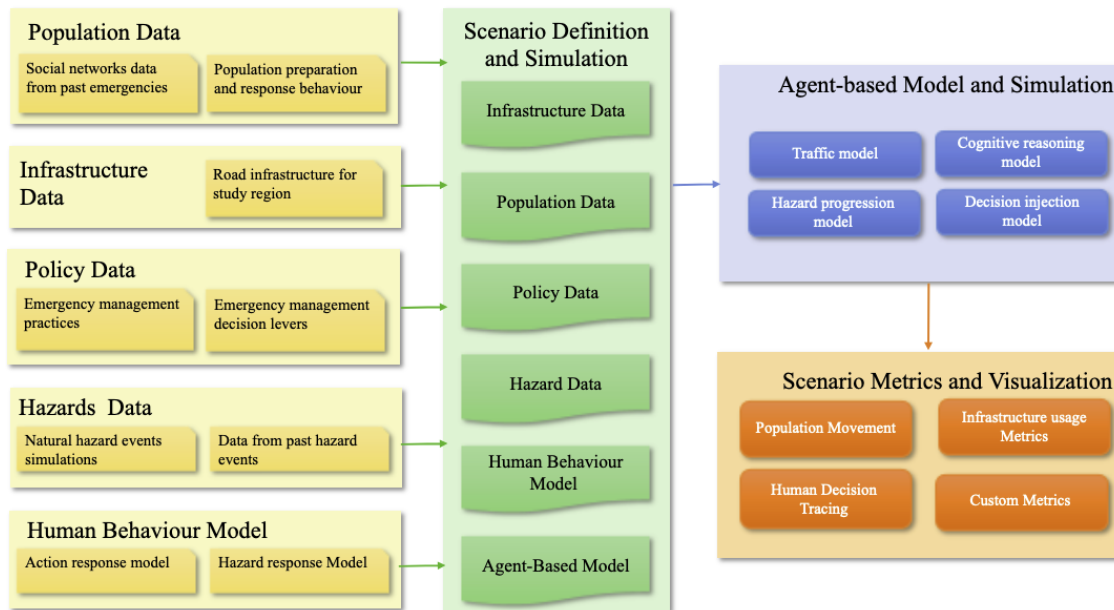 Population Data
Social networks data
from past emergencies
Population preparation
and response behaviour
Infrastructure
Data
Road infrastructure for
study region
Policy Data
Emergency management
practices
Emergency management
decision levers
Hazards Data
Natural hazard events
simulations
Data from past hazard
events
Human Behaviour Model
Action response model
Hazard response Model
Scenario Definition
and Simulation
Infrastructure Data
Population Data
Policy Data
Hazard Data
Human Behaviour
Model
Agent-Based Model
Agent-based Model and Simulation
Traffic model
Cognitive reasoning
model
Hazard progression
model
Decision injection
model
Scenario Metrics and Visualization
Population Movement
Infrastructure usage
Metrics
Human Decision
Tracing
Custom Metrics